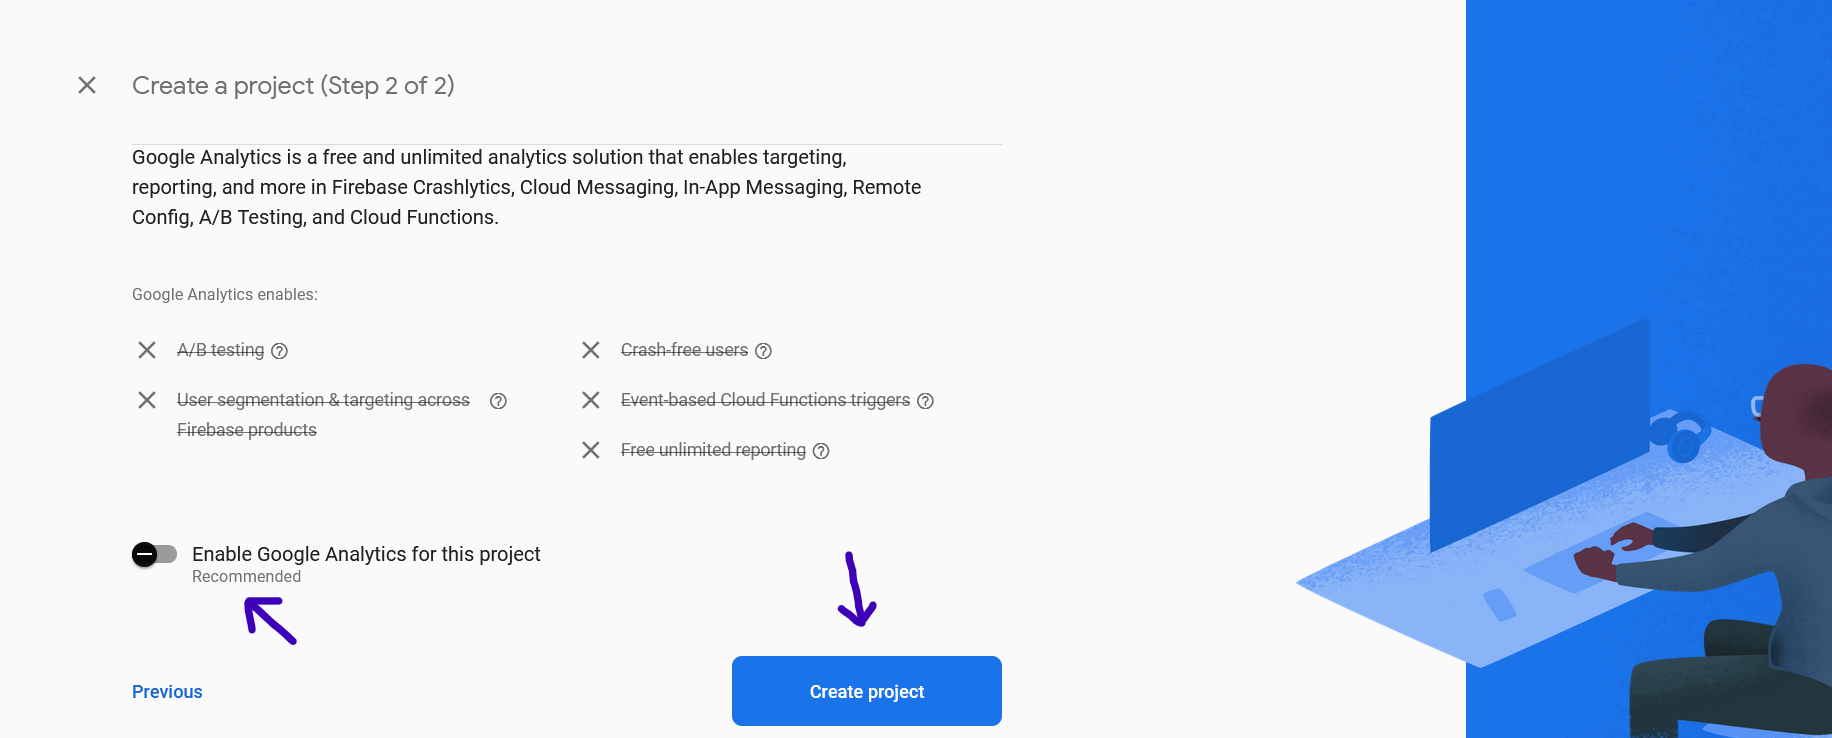 Create a project (Step 2 of 2)
Google Analytics is a free and unlimited analytics solution that enables targeting,
reporting, and more in Firebase Crashlytics, Cloud Messaging, In-App Messaging, Remote
Config, A/B Testing, and Cloud Functions.
Google Analytics enables:
A/B testing
Crash-free users
User segmentation & targeting across
Firebase products
Event-based Cloud Functions triggers
Free unlimited reporting
Enable Google Analytics for this project
Recommended
Previous
Create project